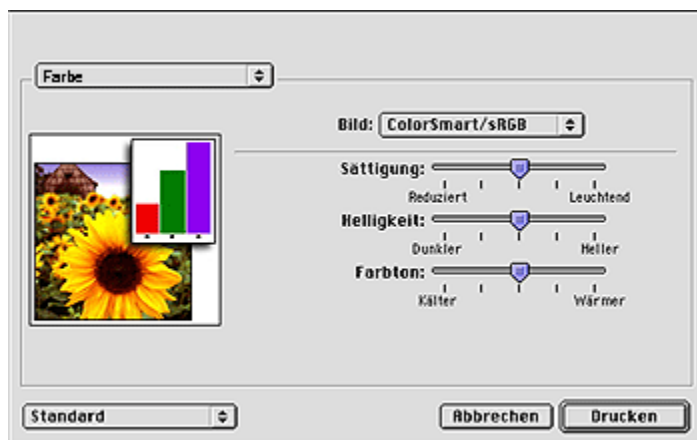 Farbe
Bild: ColorSmart/sRGB
Sättigung:
Reduziert Leuchtend
Helligkeit:
Dunkler Heller
Farbton:
Kälter Wärmer
Standard Abbrechen Drucken